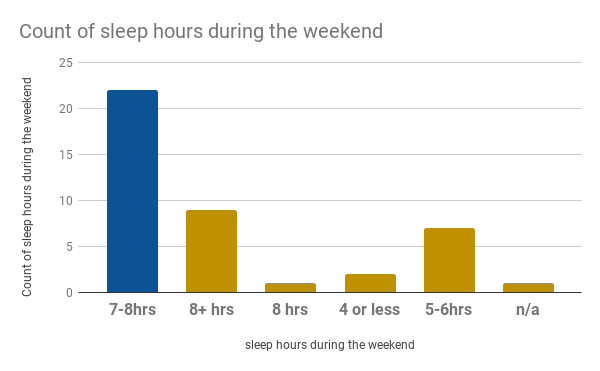 Count of sleep hours during the weekend
Count of sleep hours during the weekend
25
20
15
10
5
0
7-8hrs 8+ hrs 8 hrs 4 or less 5-6hrs n/a
sleep hours during the weekend